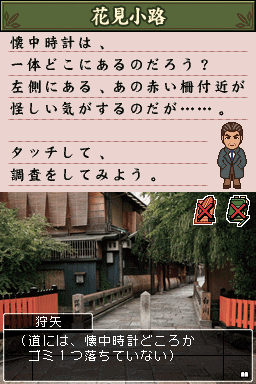 花見小路
懐中時計は、
一体どこにあるのだろう？
左側にある、あの赤い柵付近が
怪しい気がするのだが……。
タッチして、
調査をしてみよう。
狩矢
（道には、懐中時計どころか
ゴミ１つ落ちていない）